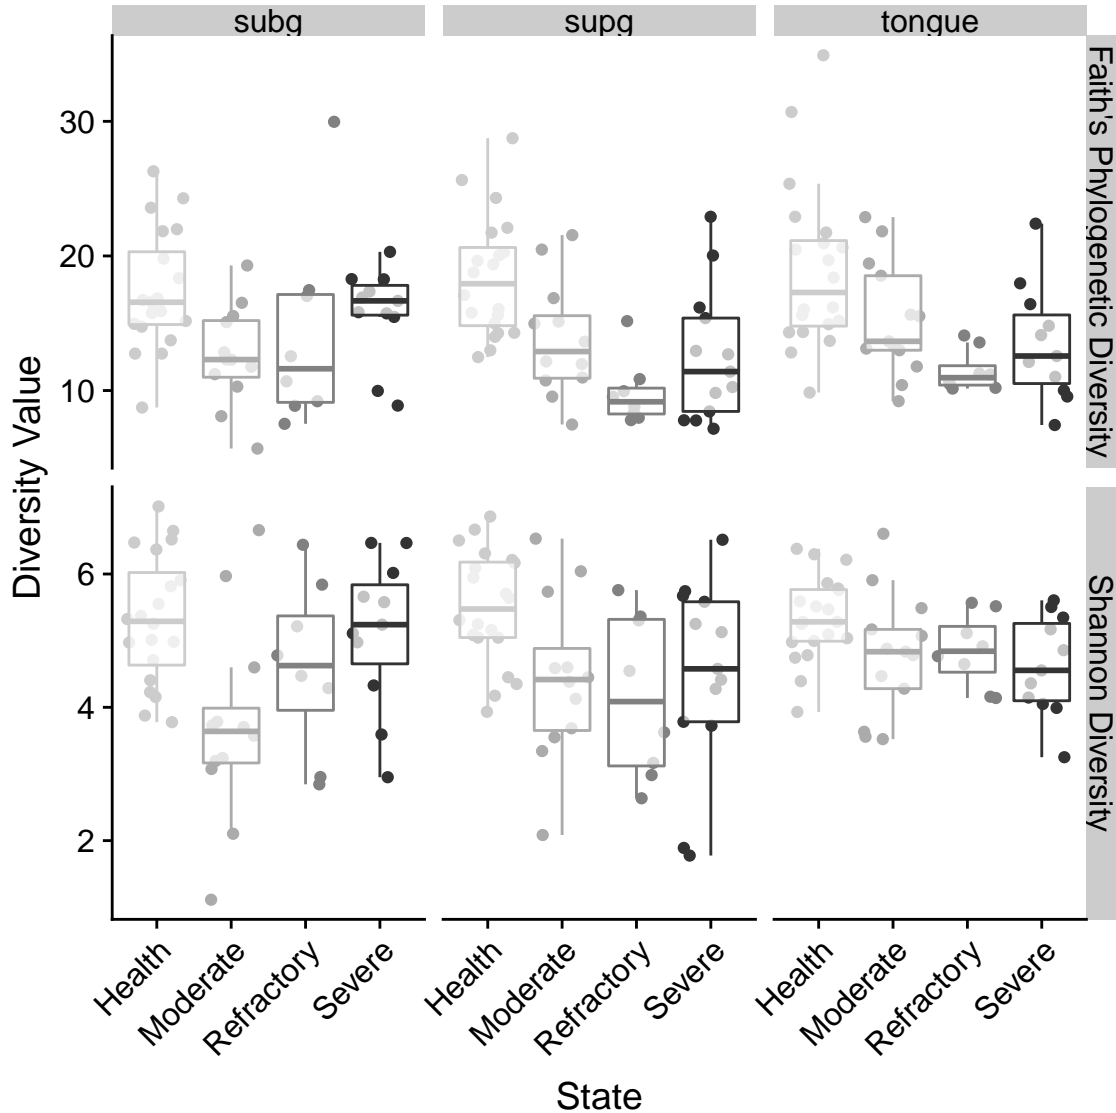 subg supg tongue
Faith's Phylogenetic Diversity
30
20
10
Diversity Value
Shannon Diversity
6
4
2
Health Moderate Refractory Severe Health Moderate Refractory Severe Health Moderate Refractory Severe
State